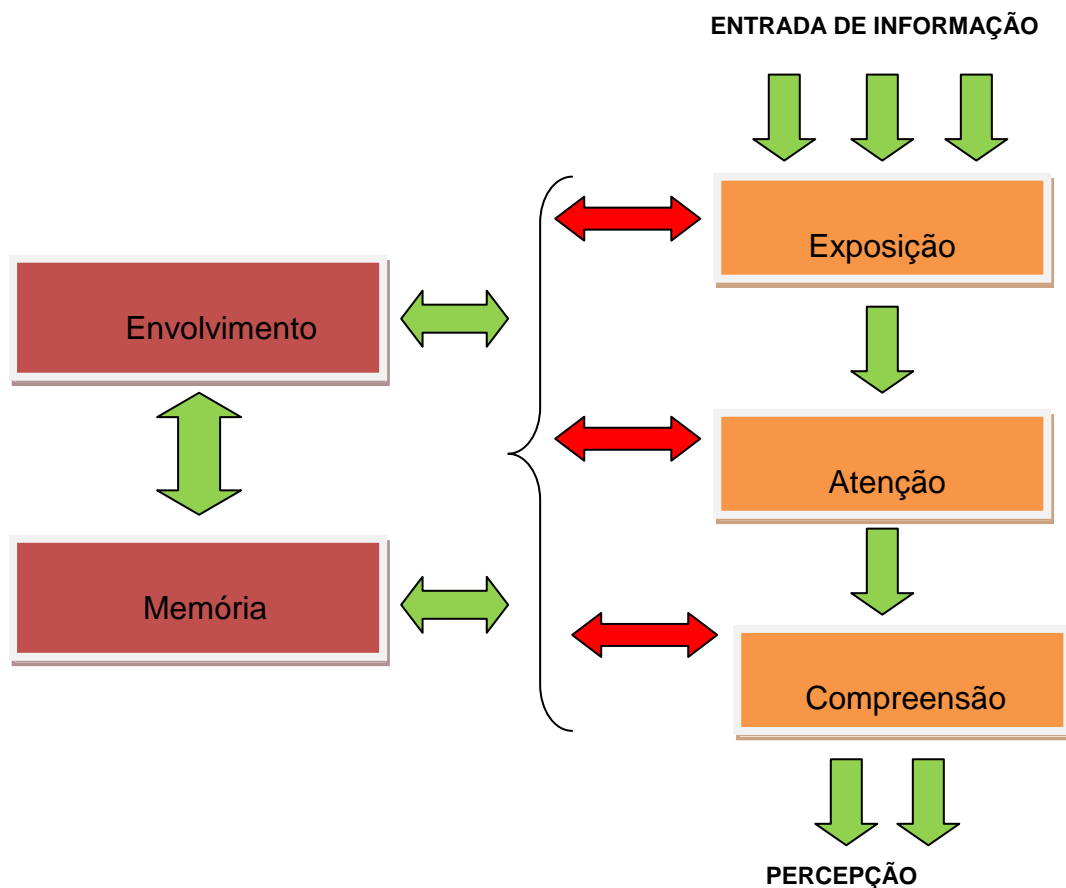 ENTRADA DE INFORMAÇÃO
Exposição
Envolvimento
Atenção
Memória
Compreensão
PERCEPÇÃO